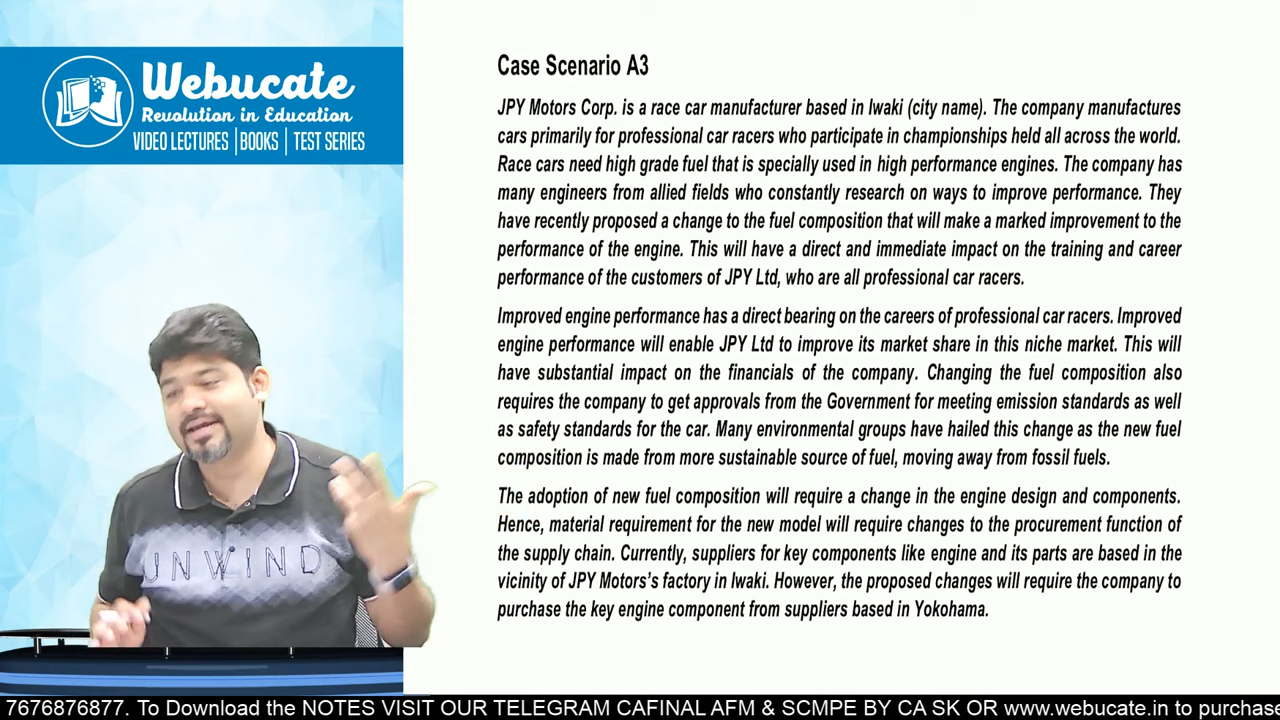 Webucate
Revolution in Education
VIDEO LECTURES | BOOKS | TEST SERIES
UNWIND
Case Scenario A3
JPY Motors Corp. is a race car manufacturer based in Iwaki (city name). The company manufactures
cars primarily for professional car racers who participate in championships held all across the world.
Race cars need high grade fuel that is specially used in high performance engines. The company has
many engineers from allied fields who constantly research on ways to improve performance. They
have recently proposed a change to the fuel composition that will make a marked improvement to the
performance of the engine. This will have a direct and immediate impact on the training and career
performance of the customers of JPY Ltd, who are all professional car racers.
Improved engine performance has a direct bearing on the careers of professional car racers. Improved
engine performance will enable JPY Ltd to improve its market share in this niche market. This will
have substantial impact on the financials of the company. Changing the fuel composition also
requires the company to get approvals from the Government for meeting emission standards as well
as safety standards for the car. Many environmental groups have hailed this change as the new fuel
composition is made from more sustainable source of fuel, moving away from fossil fuels.
The adoption of new fuel composition will require a change in the engine design and components.
Hence, material requirement for the new model will require changes to the procurement function of
the supply chain. Currently, suppliers for key components like engine and its parts are based in the
vicinity of JPY Motors's factory in Iwaki. However, the proposed changes will require the company to
purchase the key engine component from suppliers based in Yokohama.
7676876877. To Download the NOTES VISIT OUR TELEGRAM CAFINAL AFM & SCMPE BY CA SK OR www.webucate.in to purchase